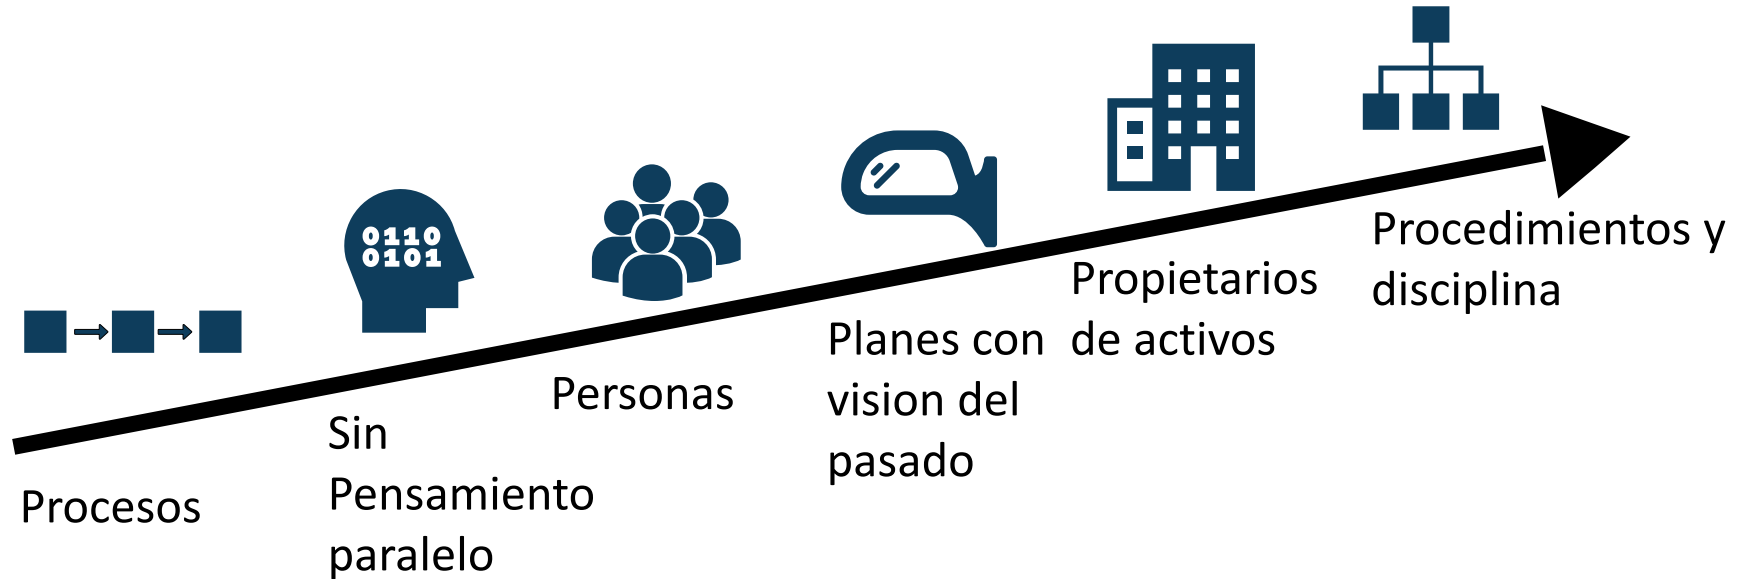 0110
0101
Procesos
Sin
Pensamiento
paralelo
Personas
Planes con
vision del
pasado
Propietarios
de activos
Procedimientos y
disciplina